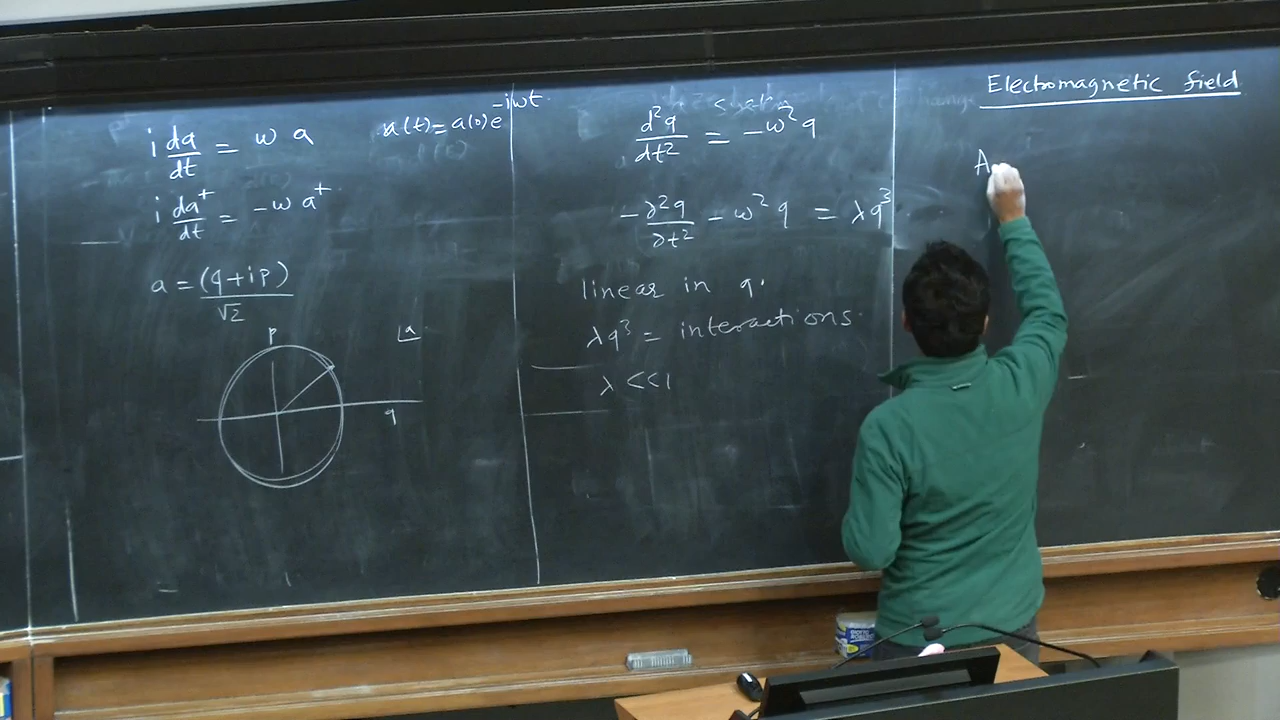 i da/dt = ω a
a(t) = a(0) e^{-iωt}
i da⁺/dt = -ω a⁺
a = (q + ip)/√2
p
a
q
d²q/dt² = -ω² q
-∂²q/∂t² - ω² q = λq³
linear in q.
λq³ = interactions.
λ <<1
Electromagnetic field
A